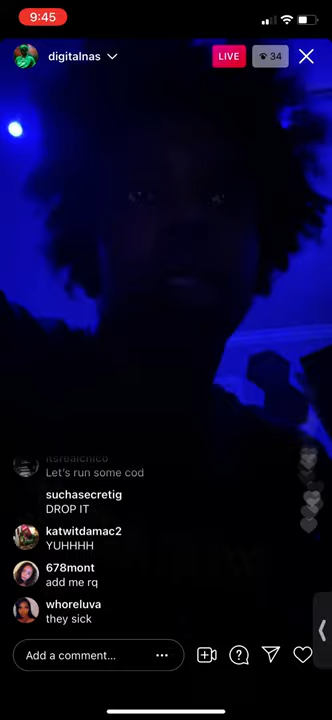 9:45
digitalnas
LIVE
34
itsrealchico
Let's run some cod
suchasecretig
DROP IT
katwitdamac2
YUHHHH
678mont
add me rq
whoreluva
they sick
Add a comment...